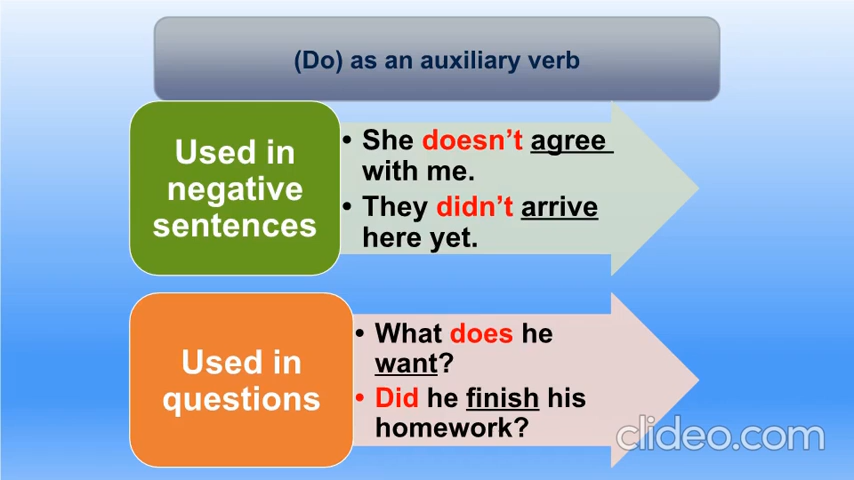 (Do) as an auxiliary verb
Used in
negative
sentences
• She doesn’t agree
with me.
• They didn’t arrive
here yet.
Used in
questions
• What does he
want?
• Did he finish his
homework?
clideo.com